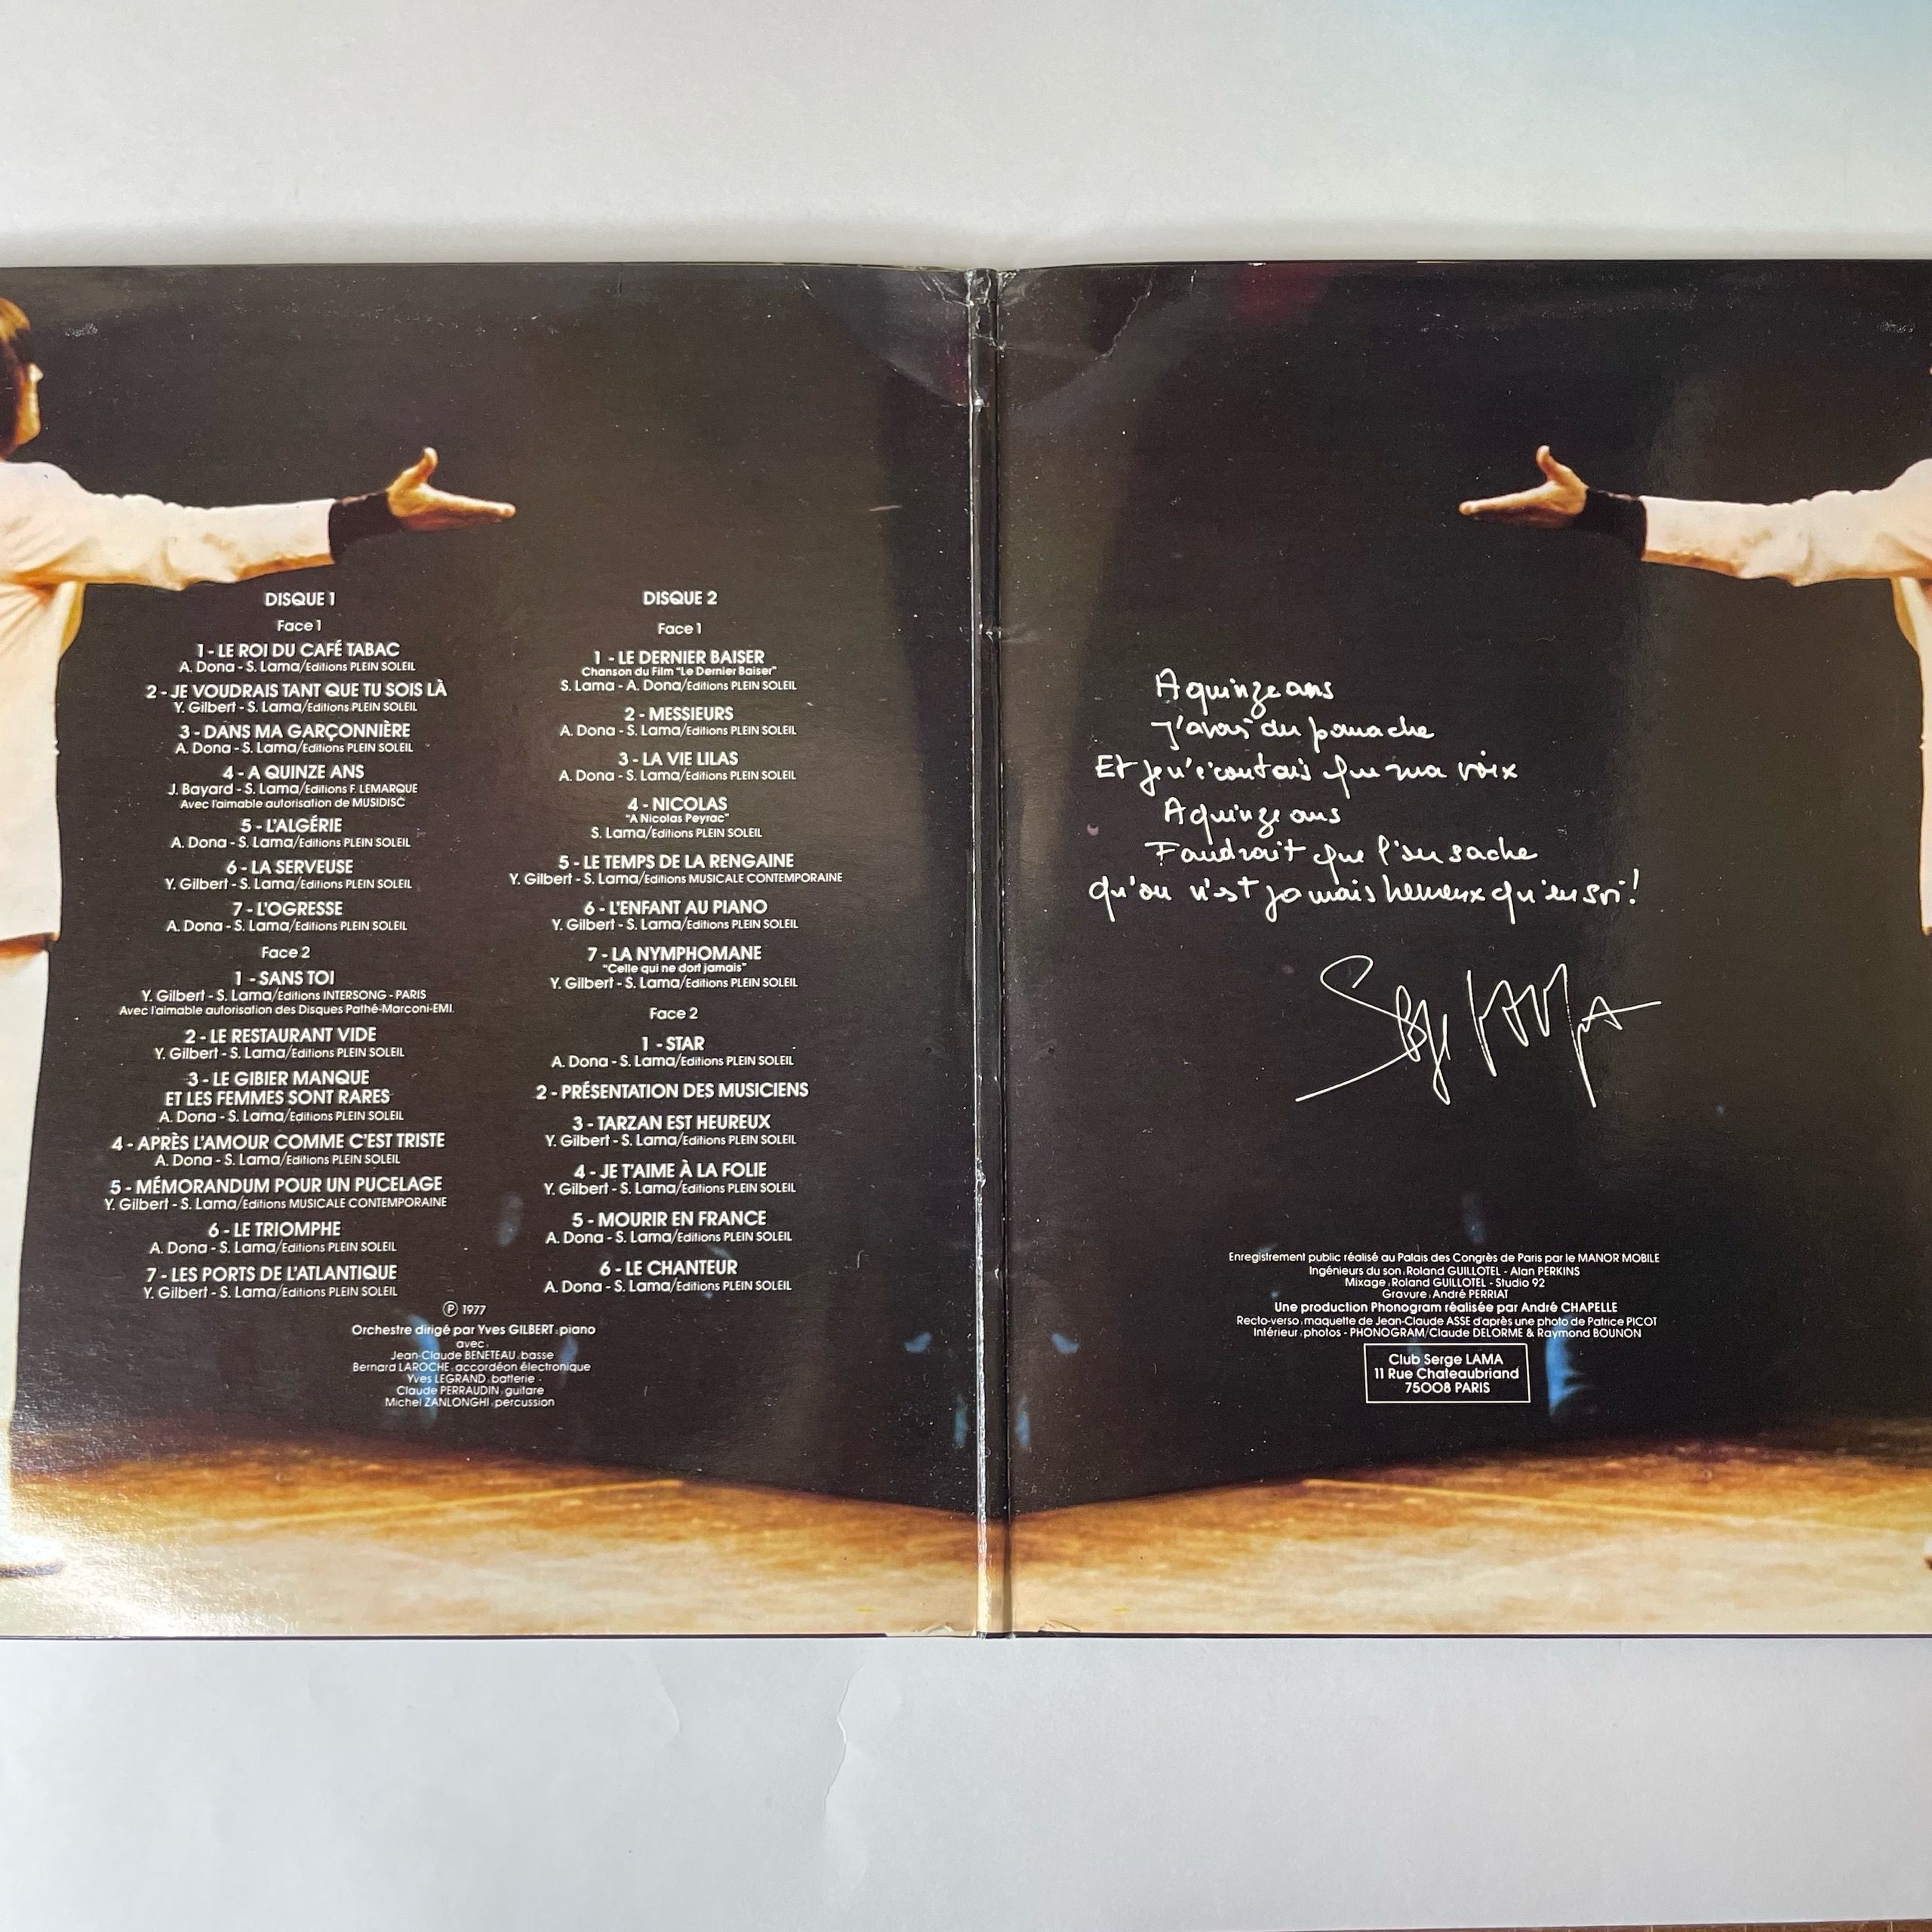 DISQUE 1
Face 1
1 - LE ROI DU CAFÉ TABAC
A. Dona - S. Lama/Editions PLEIN SOLEIL
2 - JE VOUDRAIS TANT QUE TU SOIS LÀ
Y. Gilbert - S. Lama/Editions PLEIN SOLEIL
3 - DANS MA GARÇONNIÈRE
A. Dona - S. Lama/Editions PLEIN SOLEIL
4 - A QUINZE ANS
J. Bayard - S. Lama/Editions F. LEMARQUE
Avec l'aimable autorisation de MUSIDISC
5 - L'ALGÉRIE
A. Dona - S. Lama/Editions PLEIN SOLEIL
6 - LA SERVEUSE
Y. Gilbert - S. Lama/Editions PLEIN SOLEIL
7 - L'OGRESSE
A. Dona - S. Lama/Editions PLEIN SOLEIL
Face 2
1 - SANS TOI
Y. Gilbert - S. Lama/Editions INTERSONG - PARIS
Avec l'aimable autorisation des Disques Pathé-Marconi-EMI.
2 - LE RESTAURANT VIDE
Y. Gilbert - S. Lama/Editions PLEIN SOLEIL
3 - LE GIBIER MANQUE
ET LES FEMMES SONT RARES
A. Dona - S. Lama/Editions PLEIN SOLEIL
4 - APRÈS L'AMOUR COMME C'EST TRISTE
A. Dona - S. Lama/Editions PLEIN SOLEIL
5 - MÉMORANDUM POUR UN PUCELAGE
Y. Gilbert - S. Lama/Editions MUSICALE CONTEMPORAINE
6 - LE TRIOMPHE
A. Dona - S. Lama/Editions PLEIN SOLEIL
7 - LES PORTS DE L'ATLANTIQUE
Y. Gilbert - S. Lama/Editions PLEIN SOLEIL
DISQUE 2
Face 1
1 - LE DERNIER BAISER
Chanson du Film "Le Dernier Baiser"
S. Lama - A. Dona/Editions PLEIN SOLEIL
2 - MESSIEURS
A. Dona - S. Lama/Editions PLEIN SOLEIL
3 - LA VIE LILAS
A. Dona - S. Lama/Editions PLEIN SOLEIL
4 - NICOLAS
"A Nicolas Peyrac"
S. Lama/Editions PLEIN SOLEIL
5 - LE TEMPS DE LA RENGAINE
Y. Gilbert - S. Lama/Editions MUSICALE CONTEMPORAINE
6 - L'ENFANT AU PIANO
Y. Gilbert - S. Lama/Editions PLEIN SOLEIL
7 - LA NYMPHOMANE
"Celle qui ne dort jamais"
Y. Gilbert - S. Lama/Editions PLEIN SOLEIL
Face 2
1 - STAR
A. Dona - S. Lama/Editions PLEIN SOLEIL
2 - PRÉSENTATION DES MUSICIENS
3 - TARZAN EST HEUREUX
Y. Gilbert - S. Lama/Editions PLEIN SOLEIL
4 - JE T'AIME À LA FOLIE
Y. Gilbert - S. Lama/Editions PLEIN SOLEIL
5 - MOURIR EN FRANCE
A. Dona - S. Lama/Editions PLEIN SOLEIL
6 - LE CHANTEUR
A. Dona - S. Lama/Editions PLEIN SOLEIL
Ⓟ 1977
Orchestre dirigé par Yves GILBERT: piano
avec:
Jean-Claude BENETEAU: basse
Bernard LAROCHE: accordéon électronique
Yves LEGRAND: batterie
Claude PERRAUDIN: guitare
Michel ZANLONGHI: percussion
A quinze ans
J'avais du panache
Et je n'écoutais que ma voix
A quinze ans
Faudrait que l'on sache
qu'on n'est jamais heureux qu'en soi!
Serge LAMA
Enregistrement public réalisé au Palais des Congrès de Paris par le MANOR MOBILE
Ingénieurs du son: Roland GUILLOTEL - Alan PERKINS
Mixage: Roland GUILLOTEL - Studio 92
Gravure: André PERRIAT
Une production Phonogram réalisée par André CHAPELLE
Recto-verso: maquette de Jean-Claude ASSE d'après une photo de Patrice PICOT
Intérieur: photos - PHONOGRAM/Claude DELORME & Raymond BOUNON
Club Serge LAMA
11 Rue Chateaubriand
75008 PARIS